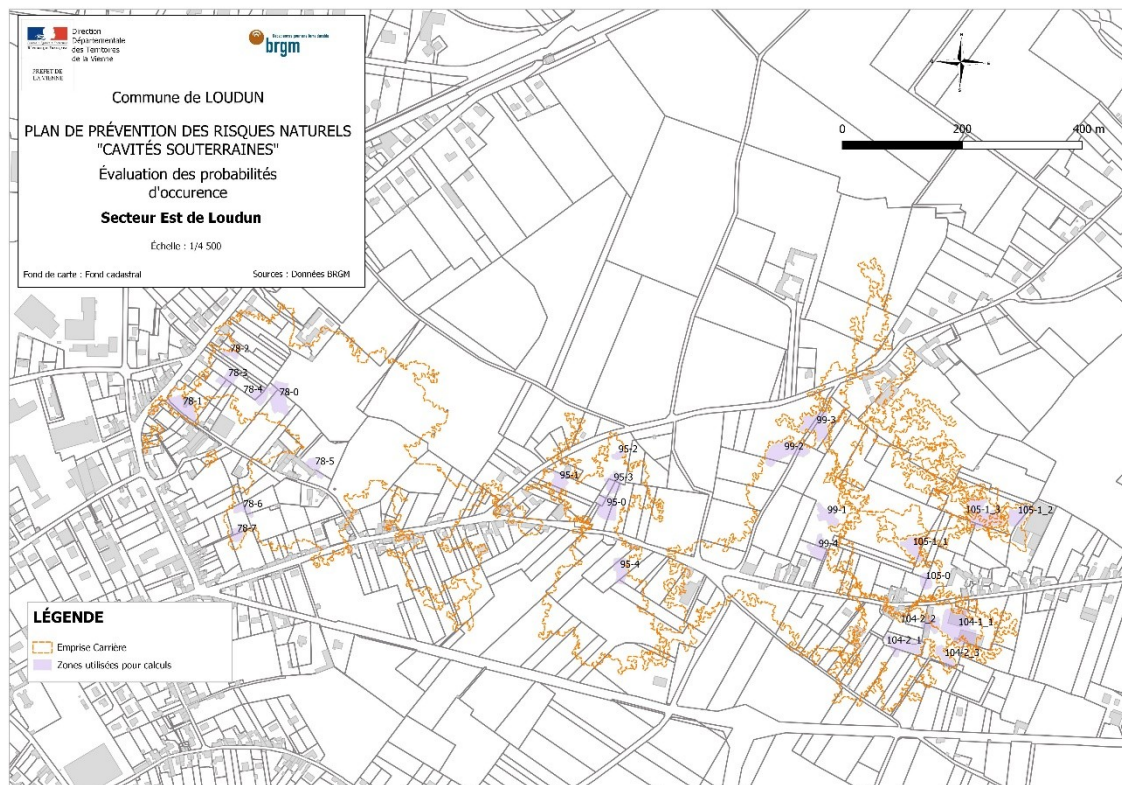 Direction
Départementale
des Territoires
de la Vienne
PRÉFET DE
LA VIENNE
brgm
Commune de LOUDUN
PLAN DE PRÉVENTION DES RISQUES NATURELS
"CAVITÉS SOUTERRAINES"
Évaluation des probabilités
d'occurence
Secteur Est de Loudun
Échelle : 1/4 500
Fond de carte : Fond cadastral
Sources : Données BRGM
0 200 400 m
78-2
78-3
78-4
78-0
78-1
78-5
78-6
78-7
95-1
95-2
95-3
95-0
95-4
99-3
99-2
99-1
99-4
105-1_3
105-1_2
105-1_1
105-0
104-2_2
104-1_1
104-2_1
104-2_3
LÉGENDE
Emprise Carrière
Zones utilisées pour calculs